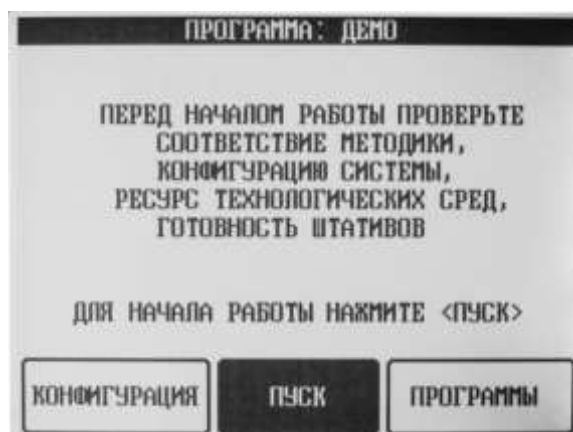 ПРОГРАММА: ДЕМО
ПЕРЕД НАЧАЛОМ РАБОТЫ ПРОВЕРЬТЕ
СООТВЕТСТВИЕ МЕТОДИКИ,
КОНФИГУРАЦИЮ СИСТЕМЫ,
РЕСУРС ТЕХНОЛОГИЧЕСКИХ СРЕД,
ГОТОВНОСТЬ ШТАТИВОВ
ДЛЯ НАЧАЛА РАБОТЫ НАЖМИТЕ <ПУСК>
КОНФИГУРАЦИЯ ПУСК ПРОГРАММЫ